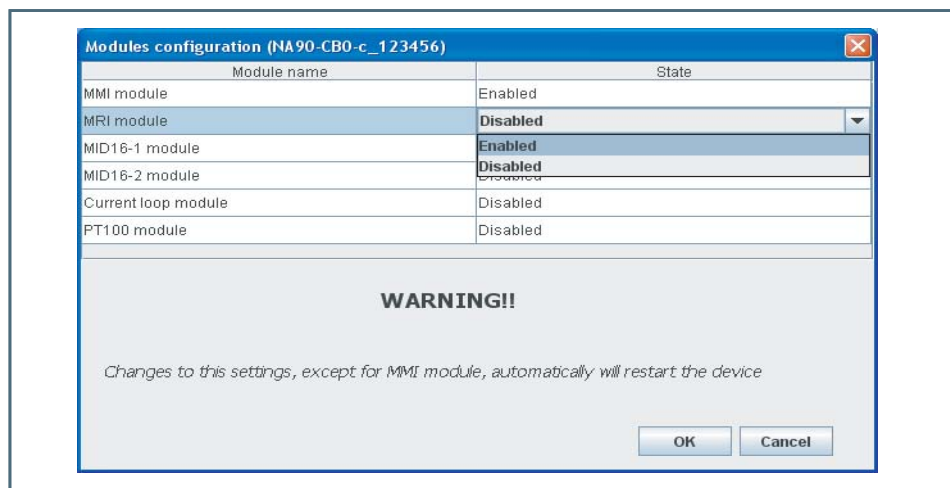 Modules configuration (NA90-CB0-c_123456)
Module name State
MMI module Enabled
MRI module Disabled
Enabled
MID16-1 module
Disabled
MID16-2 module Disabled
Current loop module Disabled
PT100 module Disabled
WARNING!!
Changes to this settings, except for MMI module, automatically will restart the device
OK Cancel